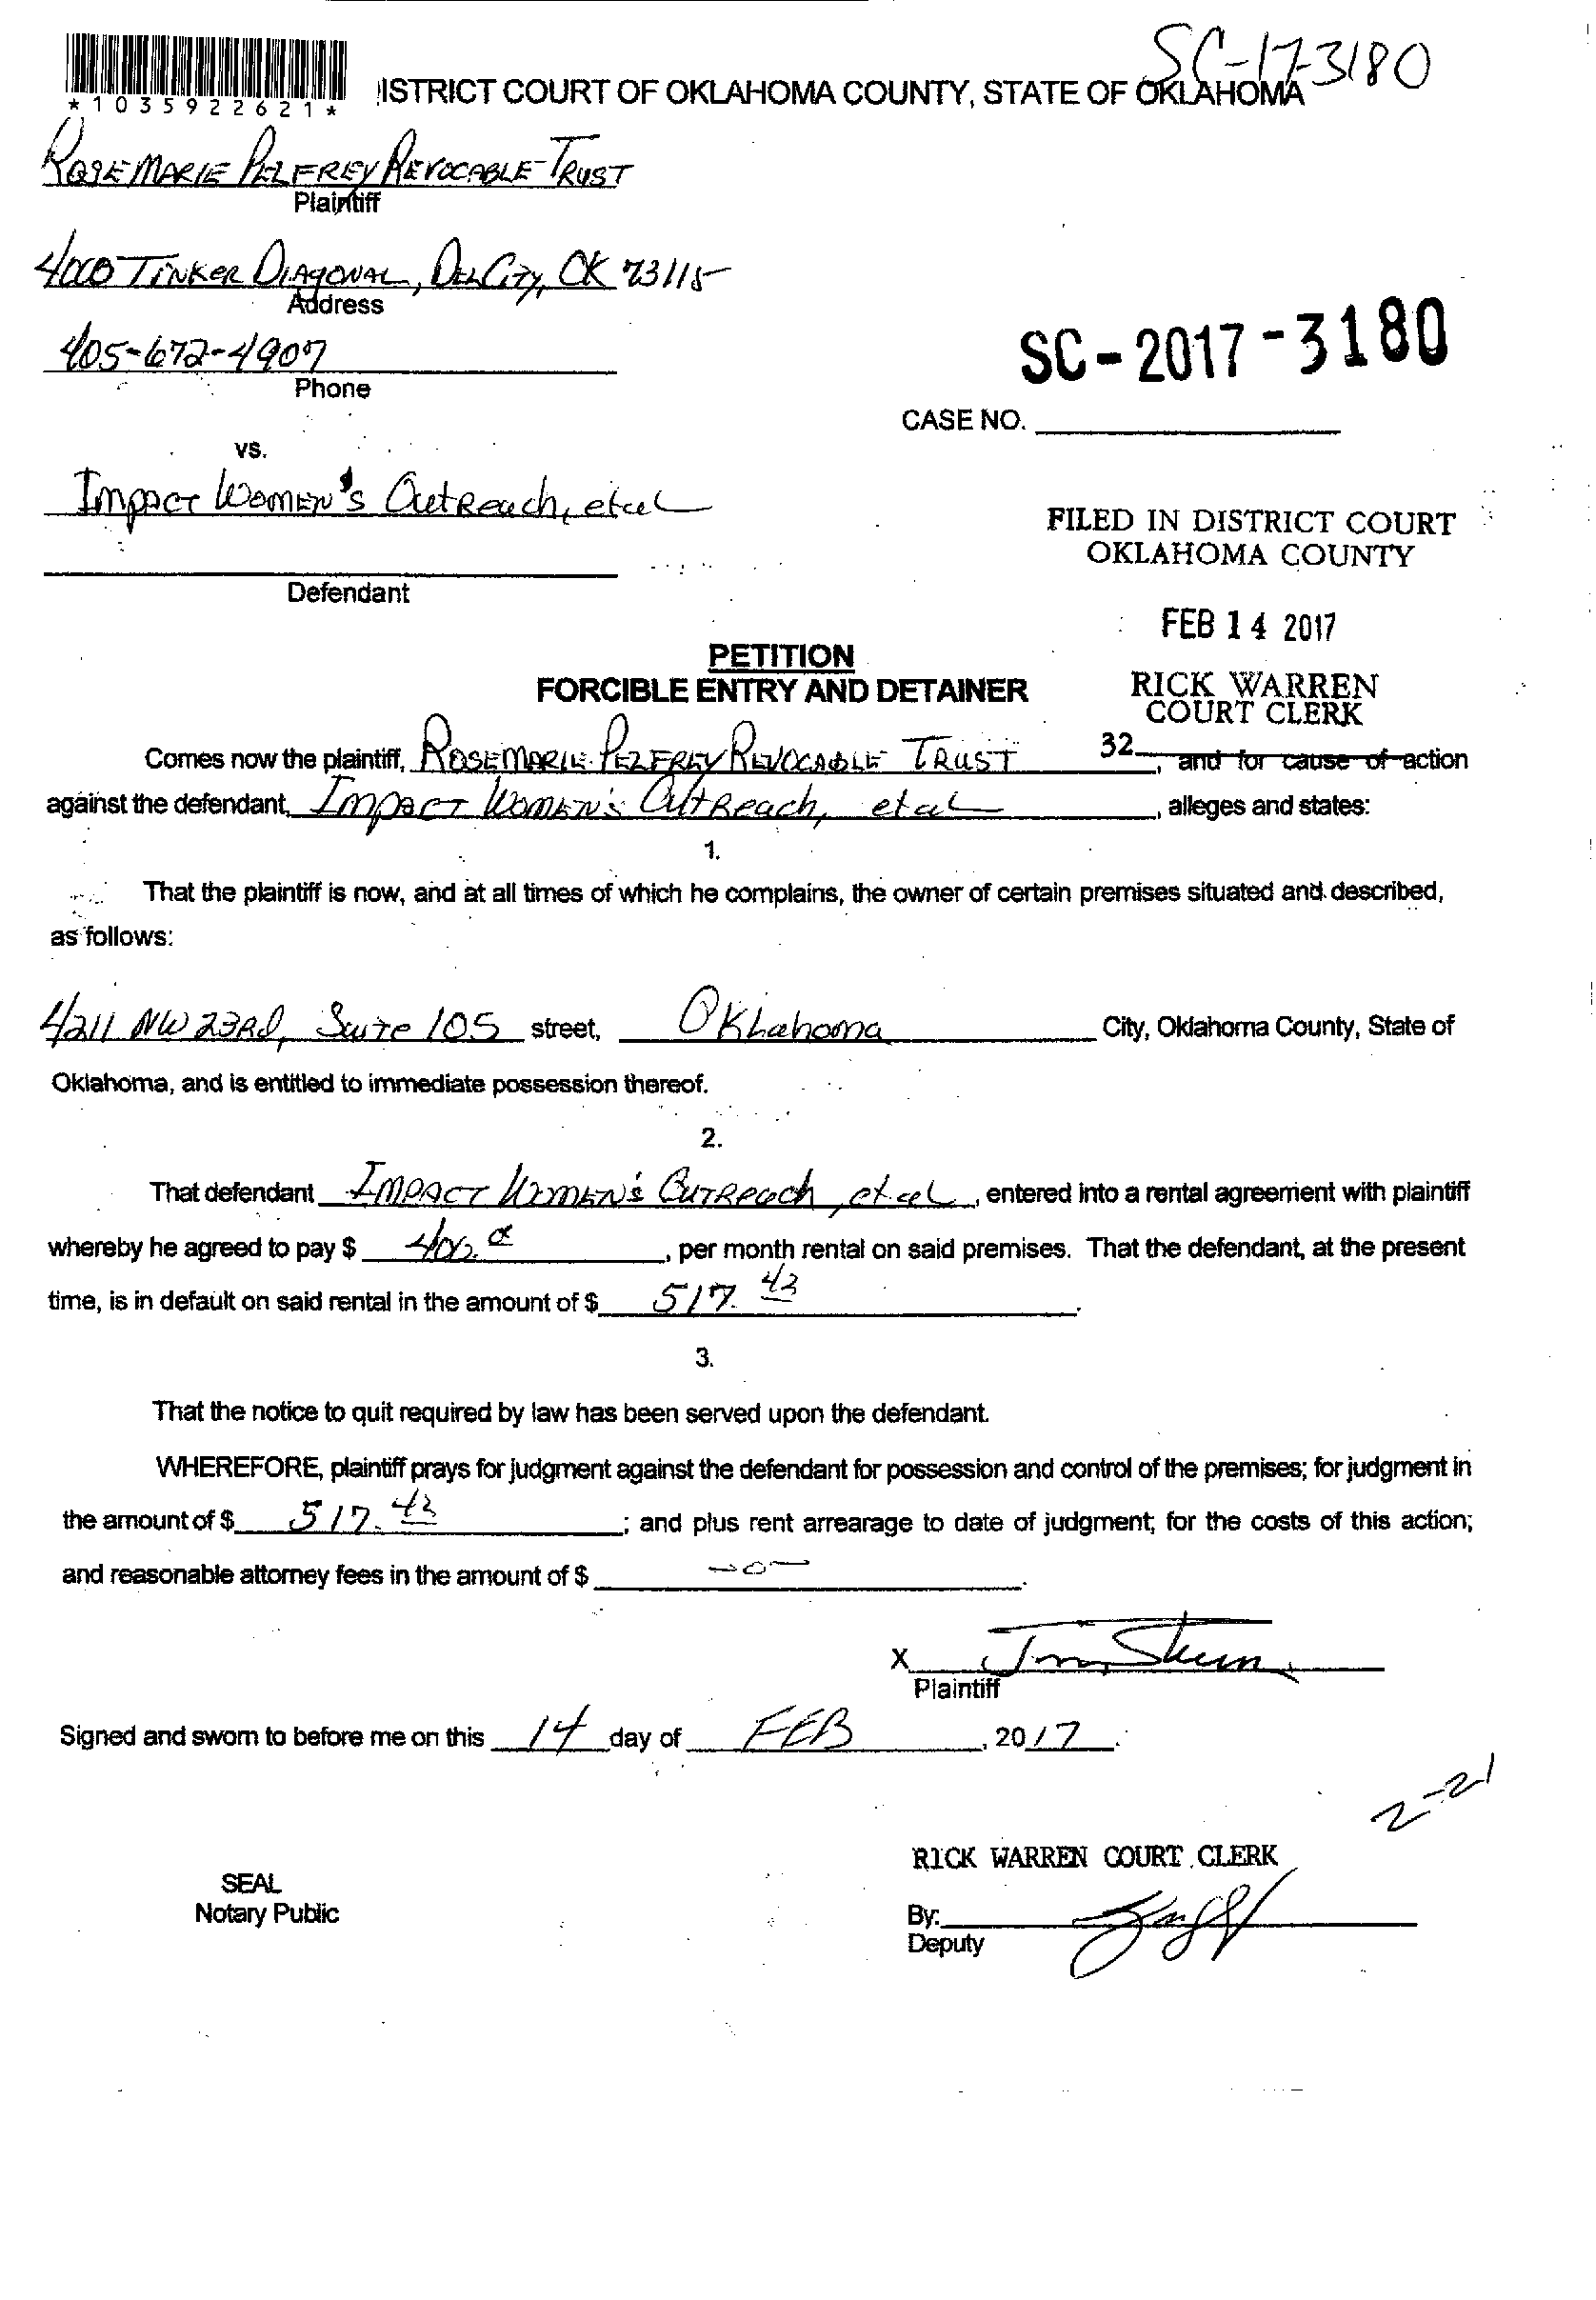 SC-17-3180
*1035922621*
ISTRICT COURT OF OKLAHOMA COUNTY, STATE OF OKLAHOMA
ROSEMARIE PELFREY REVOCABLE TRUST
Plaintiff
4000 TINKER DIAGONAL, DEL CITY, OK 73115
Address
405-672-4907
Phone
SC-2017-3180
CASE NO.
vs.
IMPACT WOMEN'S OUTREACH, et al
FILED IN DISTRICT COURT
OKLAHOMA COUNTY
Defendant
FEB 14 2017
PETITION
FORCIBLE ENTRY AND DETAINER
RICK WARREN
COURT CLERK
32
Comes now the plaintiff, ROSEMARIE PELFREY REVOCABLE TRUST, and for cause of action
against the defendant, IMPACT WOMEN'S OUTREACH, et al, alleges and states:
1.
That the plaintiff is now, and at all times of which he complains, the owner of certain premises situated and described,
as follows:
4211 NW 23RD, Suite 105 street, Oklahoma City, Oklahoma County, State of
Oklahoma, and is entitled to immediate possession thereof.
2.
That defendant IMPACT WOMEN'S OUTREACH, et al, entered into a rental agreement with plaintiff
whereby he agreed to pay $ , per month rental on said premises. That the defendant, at the present
time, is in default on said rental in the amount of $ 517.43.
3.
That the notice to quit required by law has been served upon the defendant.
WHEREFORE, plaintiff prays for judgment against the defendant for possession and control of the premises; for judgment in
the amount of $ 517.43; and plus rent arrearage to date of judgment; for the costs of this action;
and reasonable attorney fees in the amount of $ -0-.
X
Plaintiff
Signed and sworn to before me on this 14 day of FEB, 2017.
2-21
RICK WARREN COURT CLERK
SEAL
Notary Public
By:
Deputy